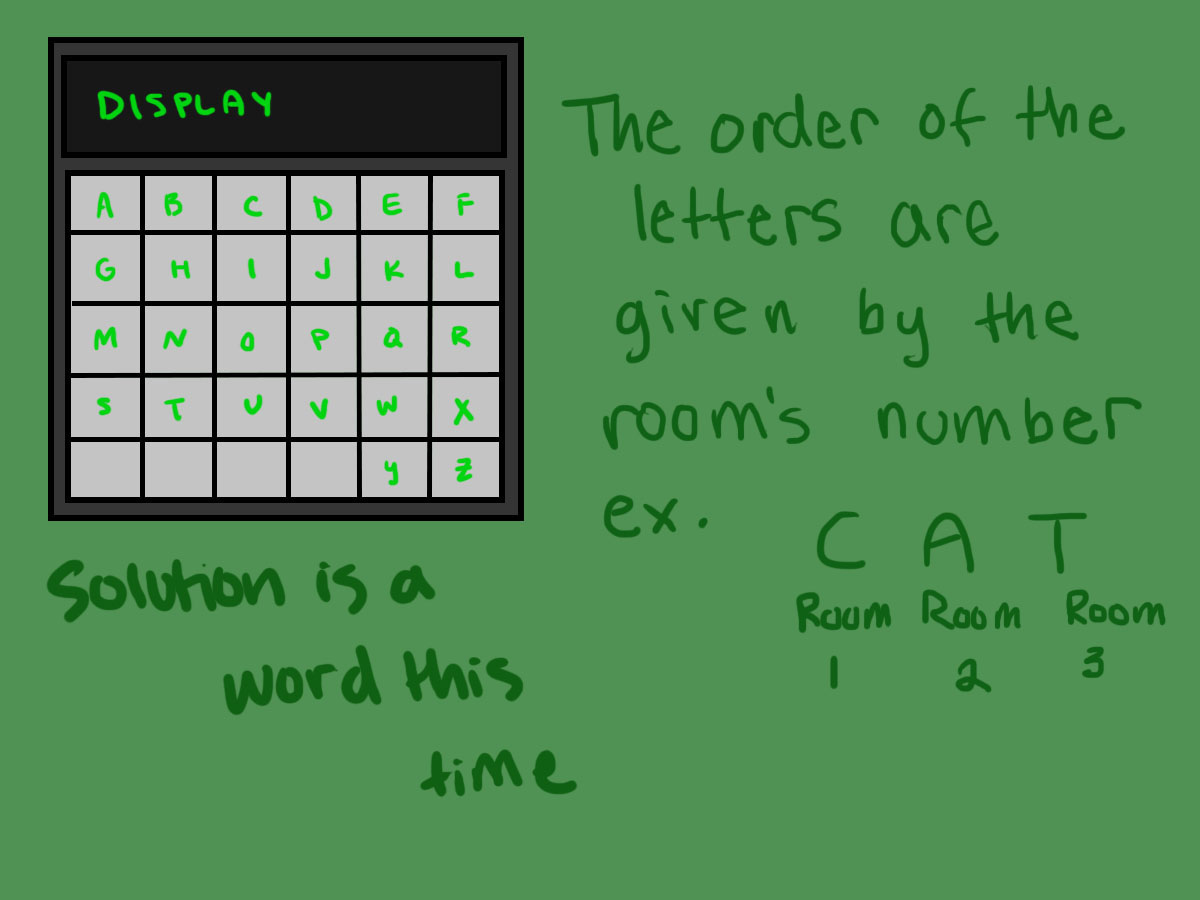 DISPLAY
A B C D E F
G H I J K L
M N O P Q R
S T U V W X
y Z
Solution is a
word this
time
The order of the
letters are
given by the
room's number
ex.
C A T
Room Room Room
1 2 3